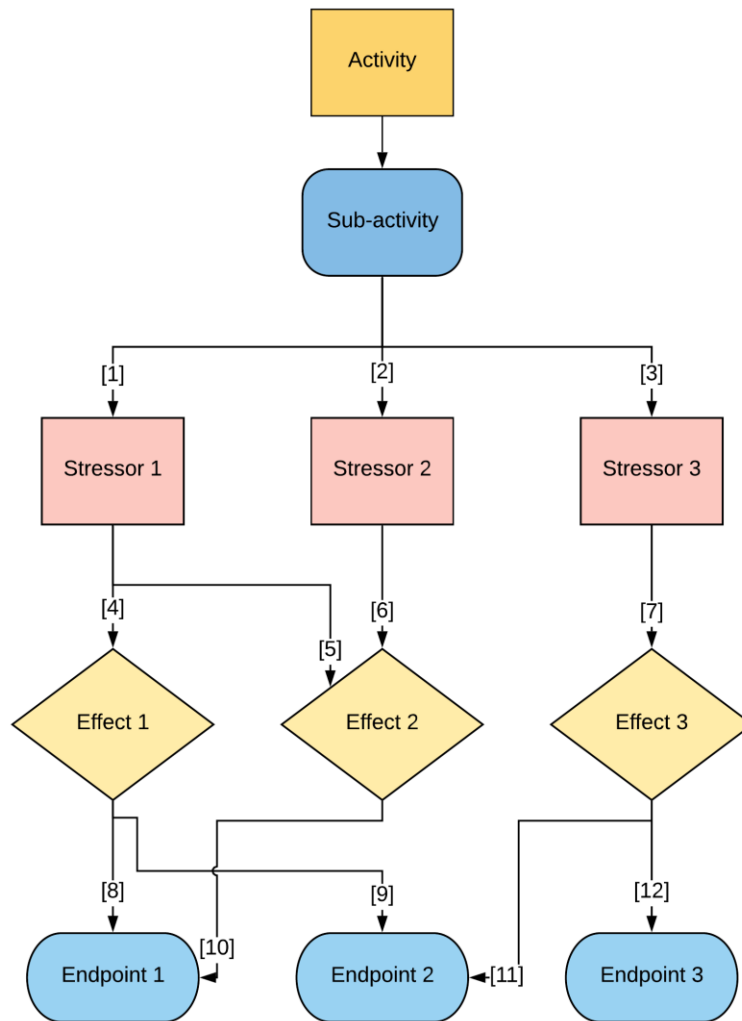 Activity
Sub-activity
[1]
[2]
[3]
Stressor 1
Stressor 2
Stressor 3
[4]
[5]
[6]
[7]
Effect 1
Effect 2
Effect 3
[8]
[9]
[10]
[11]
[12]
Endpoint 1
Endpoint 2
Endpoint 3